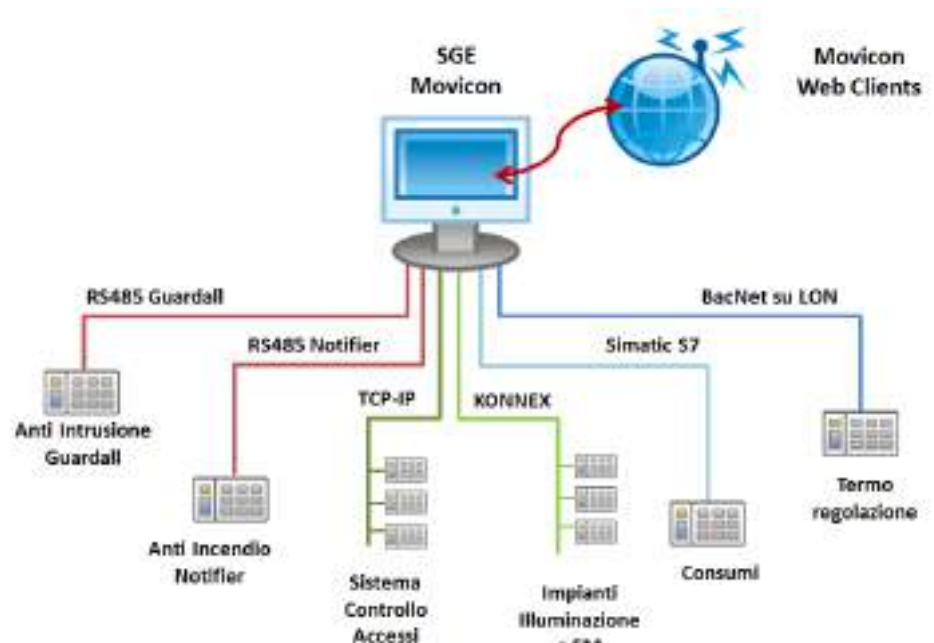 SGE
Movicon
Movicon
Web Clients
RS485 Guardall
BacNet su LON
RS485 Notifier
Simatic S7
TCP-IP
KONNEX
Anti Intrusione
Guardall
Termo
regolazione
Anti Incendio
Notifier
Consumi
Sistema
Controllo
Accessi
Impianti
Illuminazione